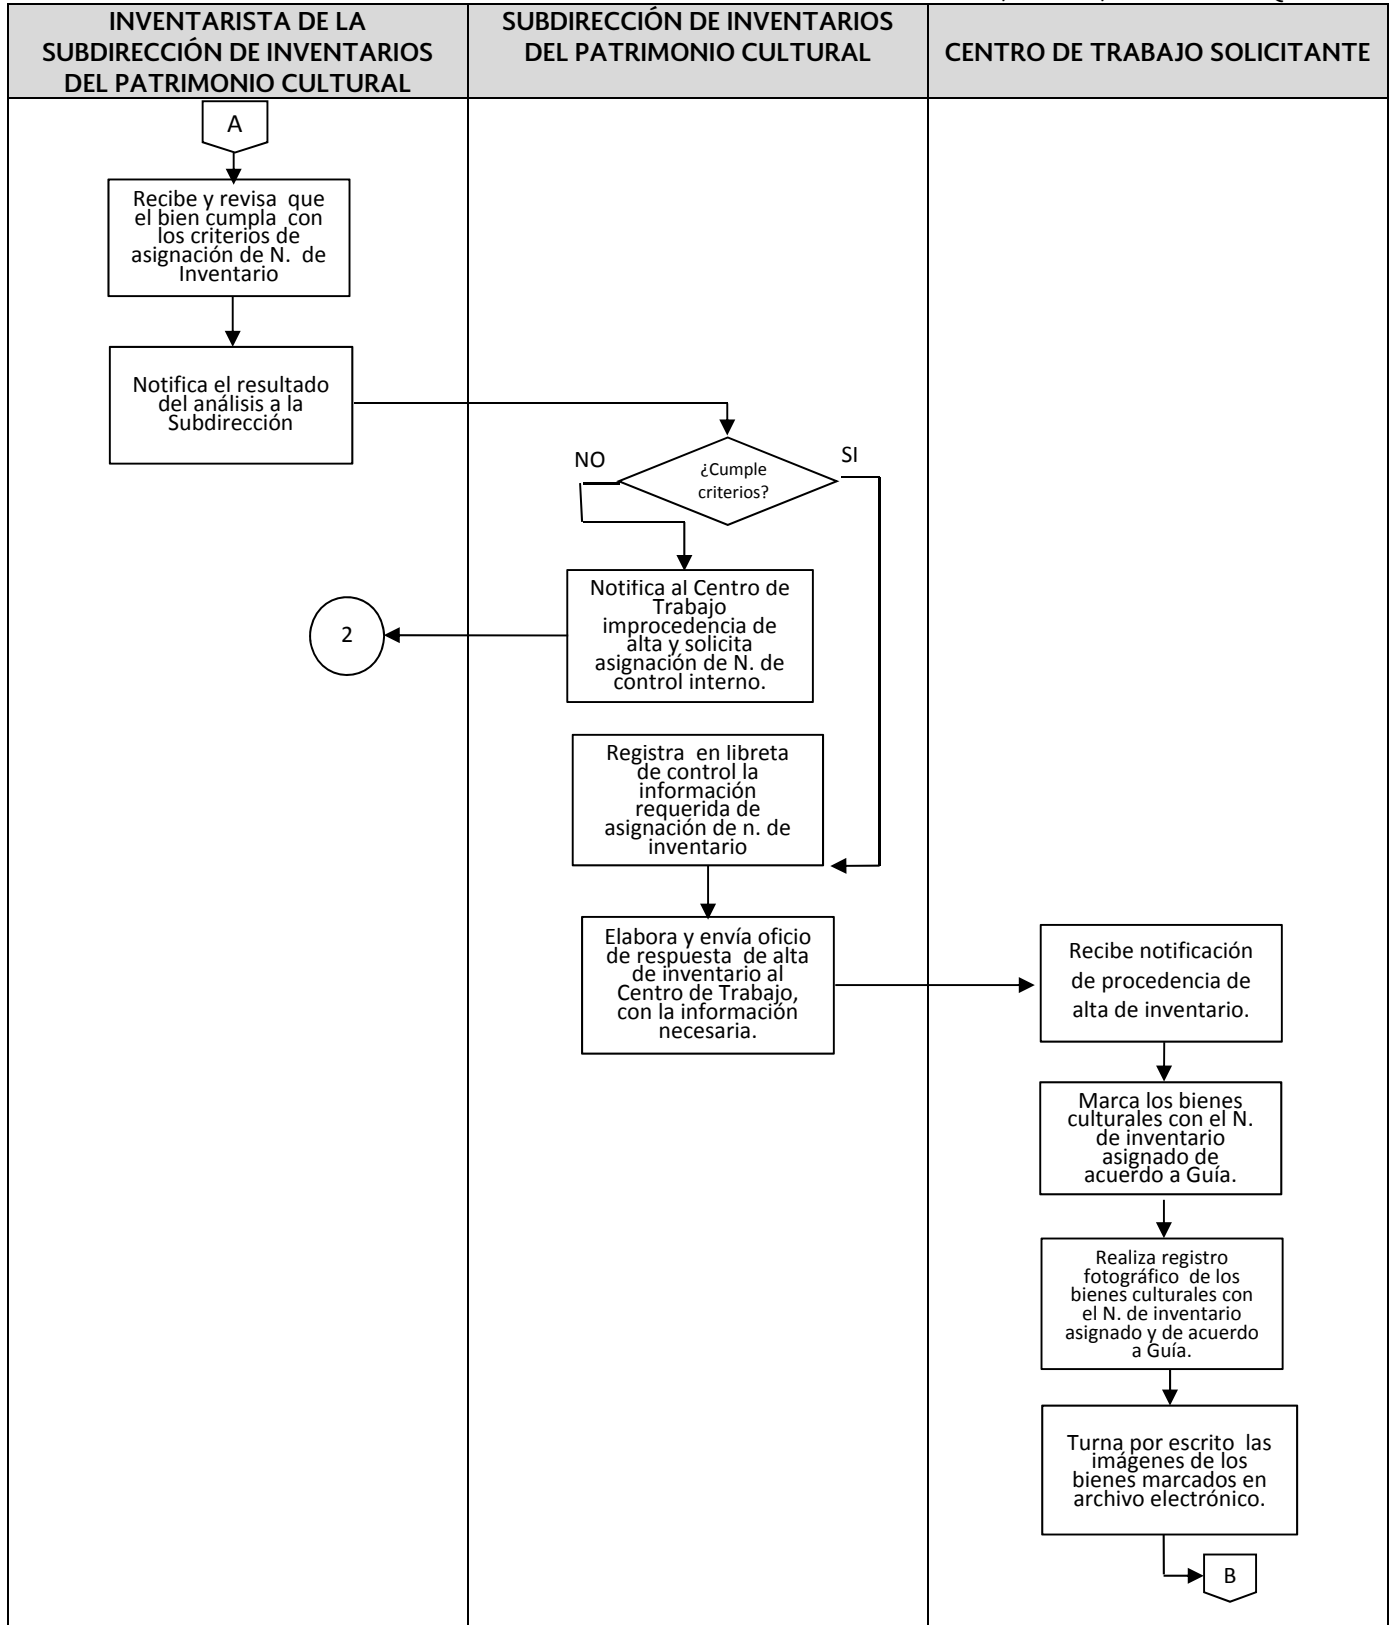 INVENTARISTA DE LA
SUBDIRECCIÓN DE INVENTARIOS
DEL PATRIMONIO CULTURAL
SUBDIRECCIÓN DE INVENTARIOS
DEL PATRIMONIO CULTURAL
CENTRO DE TRABAJO SOLICITANTE
A
Recibe y revisa que
el bien cumpla con
los criterios de
asignación de N. de
Inventario
Notifica el resultado
del análisis a la
Subdirección
NO
¿Cumple
criterios?
SI
Notifica al Centro de
Trabajo
improcedencia de
alta y solicita
asignación de N. de
control interno.
2
Registra en libreta
de control la
información
requerida de
asignación de n. de
inventario
Elabora y envía oficio
de respuesta de alta
de inventario al
Centro de Trabajo,
con la información
necesaria.
Recibe notificación
de procedencia de
alta de inventario.
Marca los bienes
culturales con el N.
de inventario
asignado de
acuerdo a Guía.
Realiza registro
fotográfico de los
bienes culturales con
el N. de inventario
asignado y de acuerdo
a Guía.
Turna por escrito las
imágenes de los
bienes marcados en
archivo electrónico.
B